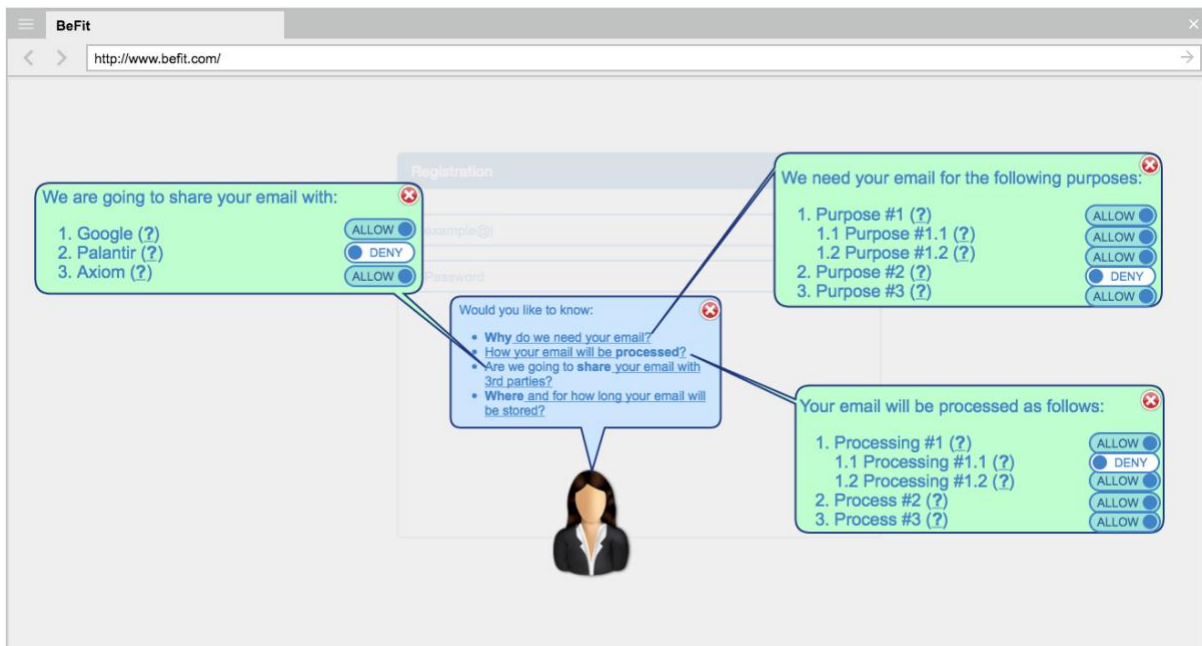 BeFit
http://www.befit.com/
Registration
example@|
Password
We are going to share your email with:
1. Google (?)
ALLOW
2. Palantir (?)
DENY
3. Axiom (?)
ALLOW
Would you like to know:
• Why do we need your email?
• How your email will be processed?
• Are we going to share your email with
3rd parties?
• Where and for how long your email will
be stored?
We need your email for the following purposes:
1. Purpose #1 (?)
ALLOW
1.1 Purpose #1.1 (?)
ALLOW
1.2 Purpose #1.2 (?)
ALLOW
2. Purpose #2 (?)
DENY
3. Purpose #3 (?)
ALLOW
Your email will be processed as follows:
1. Processing #1 (?)
ALLOW
1.1 Processing #1.1 (?)
DENY
1.2 Processing #1.2 (?)
ALLOW
2. Process #2 (?)
ALLOW
3. Process #3 (?)
ALLOW